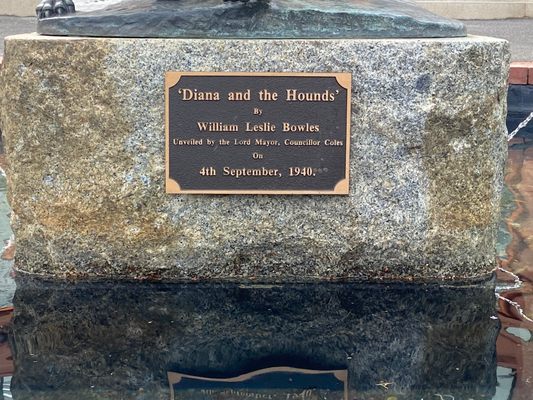 'Diana and the Hounds'
By
William Leslie Bowles
Unveiled by the Lord Mayor, Councillor Coles
On
4th September, 1940.